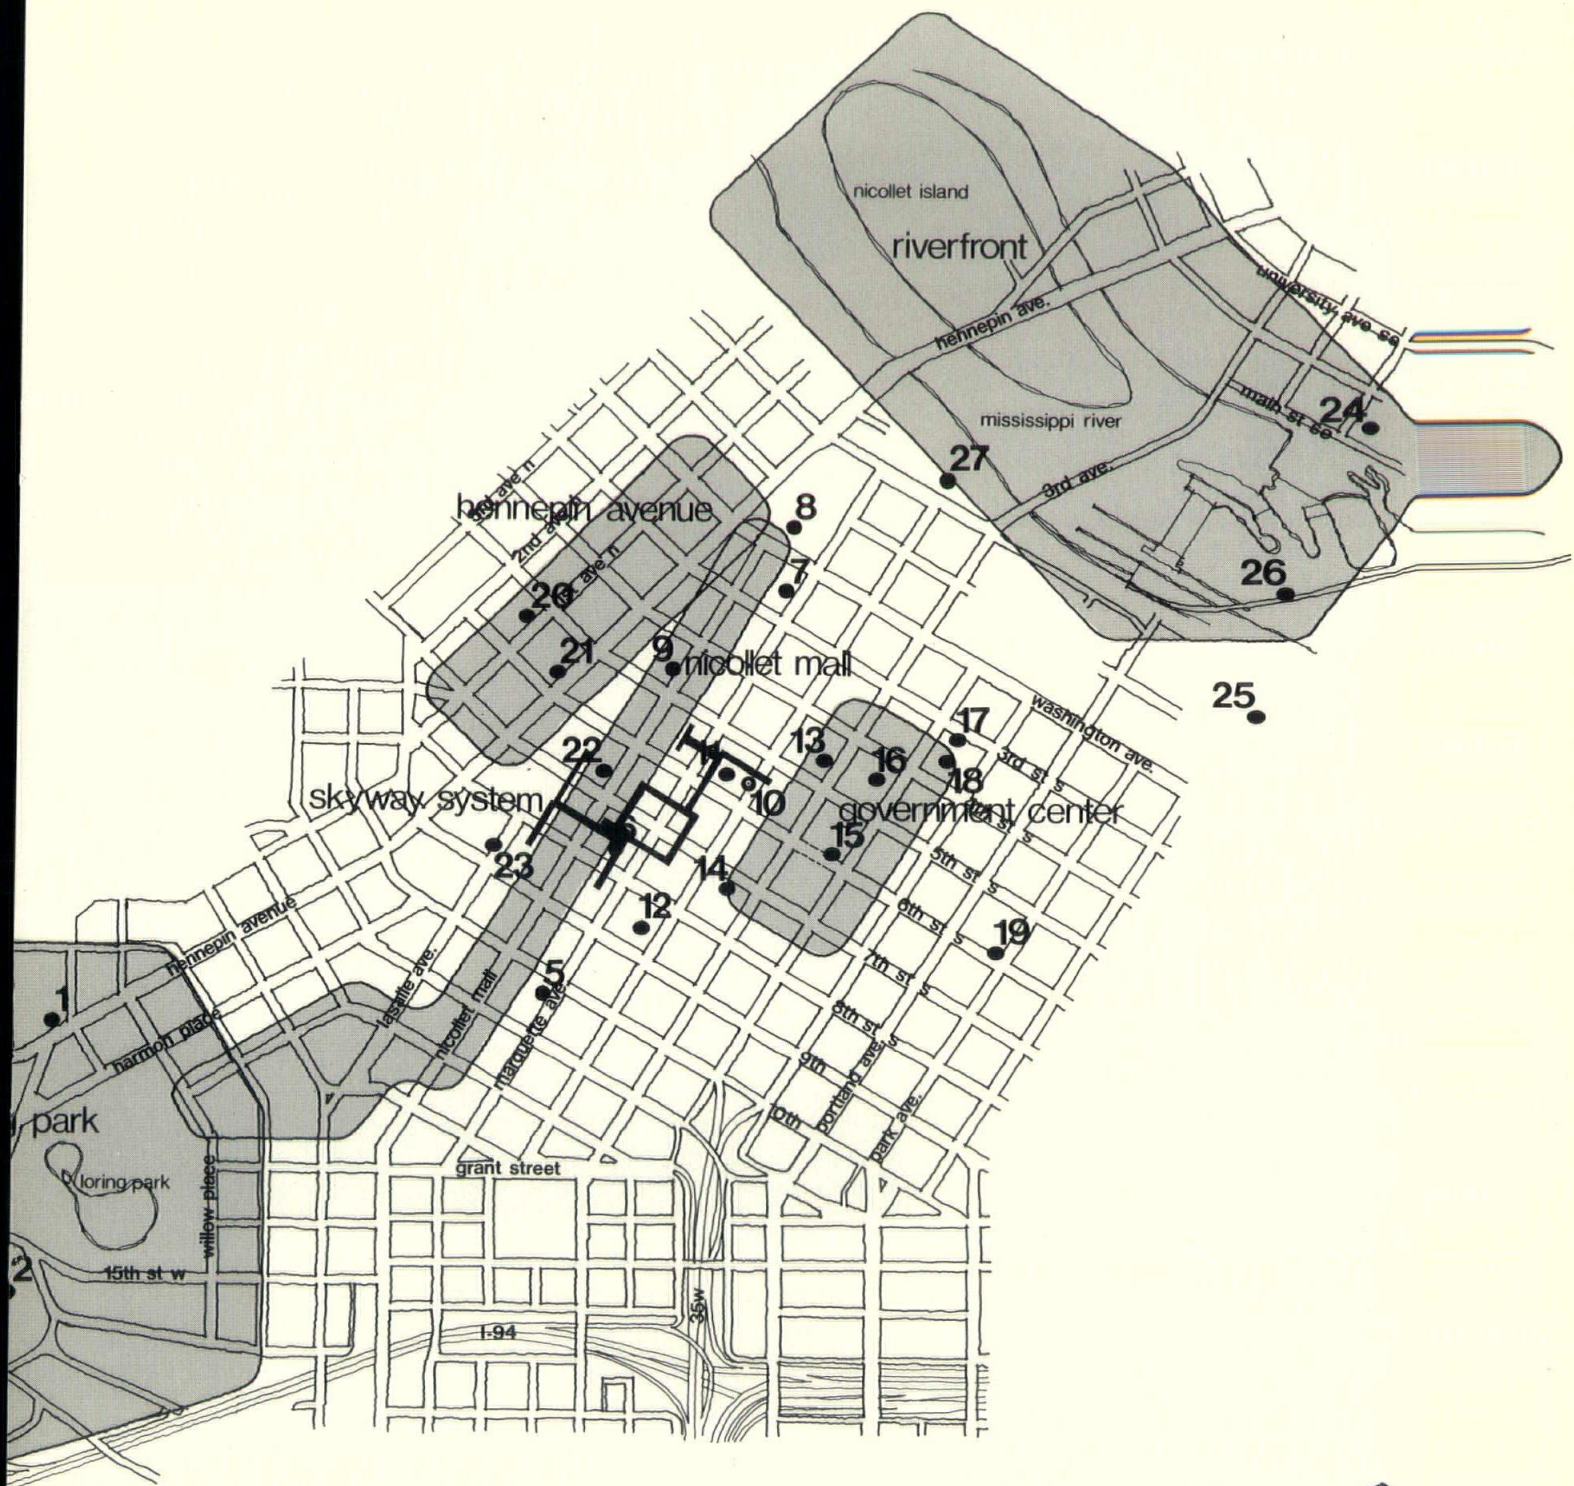 nicollet island
riverfront
university ave se
hennepin ave.
main st se
24
mississippi river
27
3rd ave.
hennepin avenue
2nd ave n
ave n
8
7
26
20
21
9
nicollet mall
25
washington ave.
17
13
16
18
3rd st s
22
11
10
skyway system
government center
15
5th st s
23
14
12
6th st s
19
7th st s
hennepin avenue
lasalle ave.
5
nicollet mall
marquette ave.
8th st s
1
harmon place
9th
portland ave.
10th
park ave.
park
loring park
grant street
willow place
2
15th st w
35w
I-94